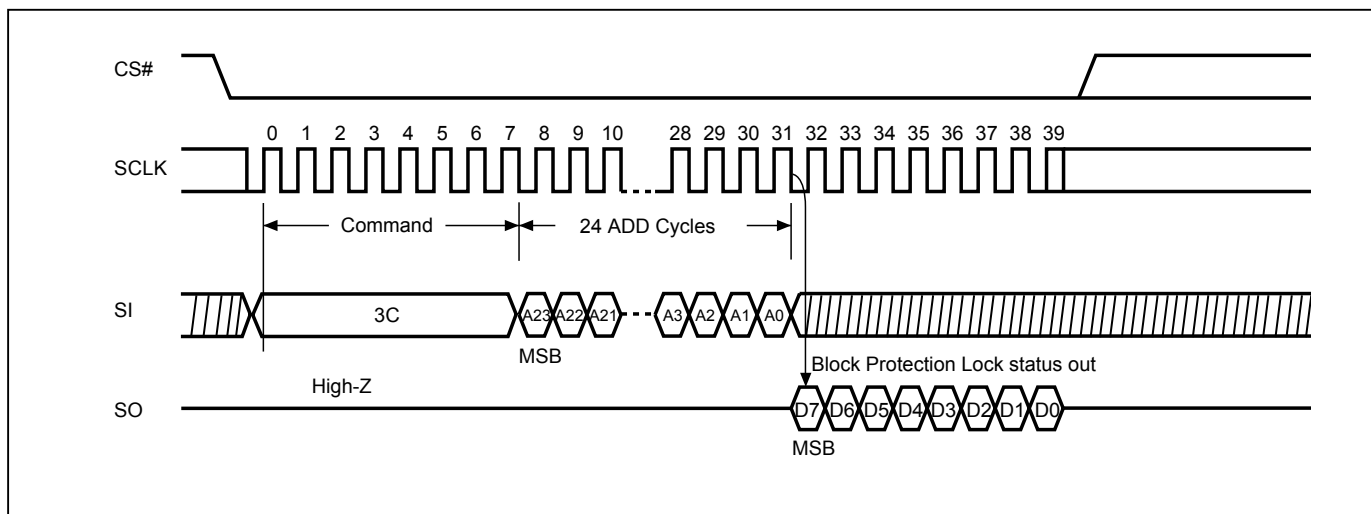 CS#
0 1 2 3 4 5 6 7 8 9 10 28 29 30 31 32 33 34 35 36 37 38 39
SCLK
Command 24 ADD Cycles
SI 3C A23 A22 A21 A3 A2 A1 A0
MSB
Block Protection Lock status out
High-Z
SO D7 D6 D5 D4 D3 D2 D1 D0
MSB